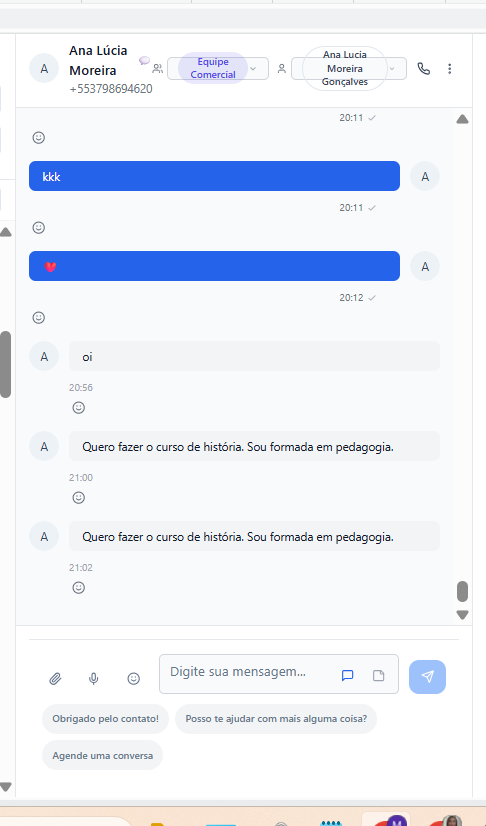 A
Ana Lúcia
Moreira
+553798694620
Equipe
Comercial
Ana Lucia
Moreira
Gonçalves
20:11
kkk
A
20:11
A
20:12
A
oi
20:56
A
Quero fazer o curso de história. Sou formada em pedagogia.
21:00
A
Quero fazer o curso de história. Sou formada em pedagogia.
21:02
Digite sua mensagem...
Obrigado pelo contato!
Posso te ajudar com mais alguma coisa?
Agende uma conversa